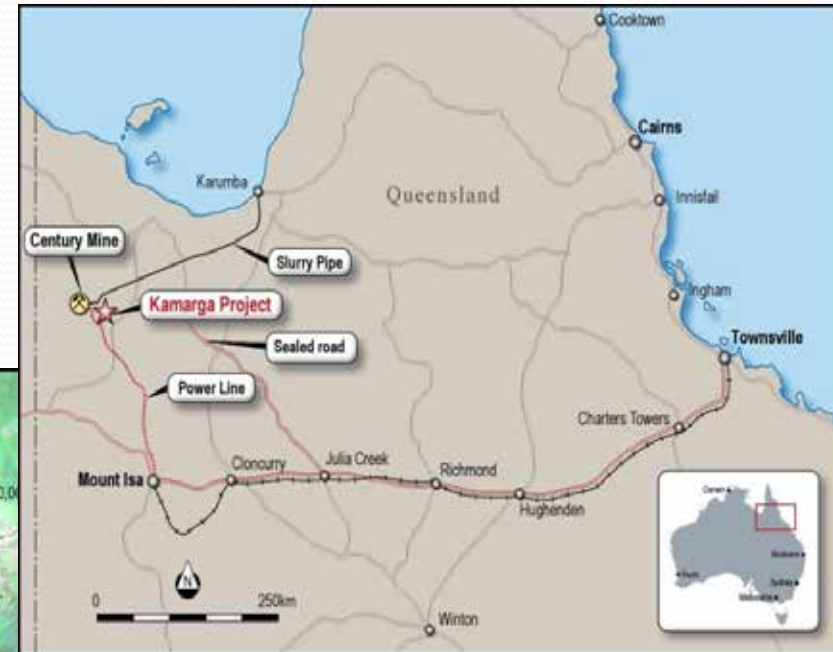 Cooktown
Cairns
Karumba
Queensland
Innisfail
Century Mine
Slurry Pipe
Ingham
Kamarga Project
Sealed road
Townsville
Power Line
Charters Towers
Mount Isa
Cloncurry
Julia Creek
Richmond
Hughenden
N
0 250km
Winton
Darwin
Brisbane
Perth
Sydney
Melbourne